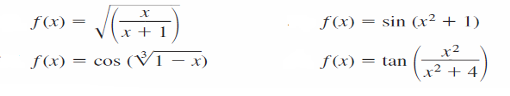 f(x) = √(x / (x + 1))
f(x) = sin (x² + 1)
f(x) = cos (∛1 − x)
f(x) = tan (x² / (x² + 4))